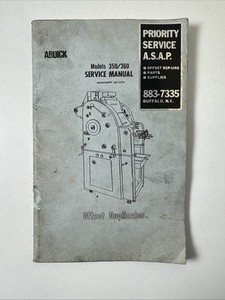 ABDICK
Models 350/360
SERVICE MANUAL
Offset Duplicator
PRIORITY
SERVICE
A.S.A.P.
■ OFFSET REPAIRS
■ PARTS
■ SUPPLIES
883-7335
BUFFALO, N.Y.